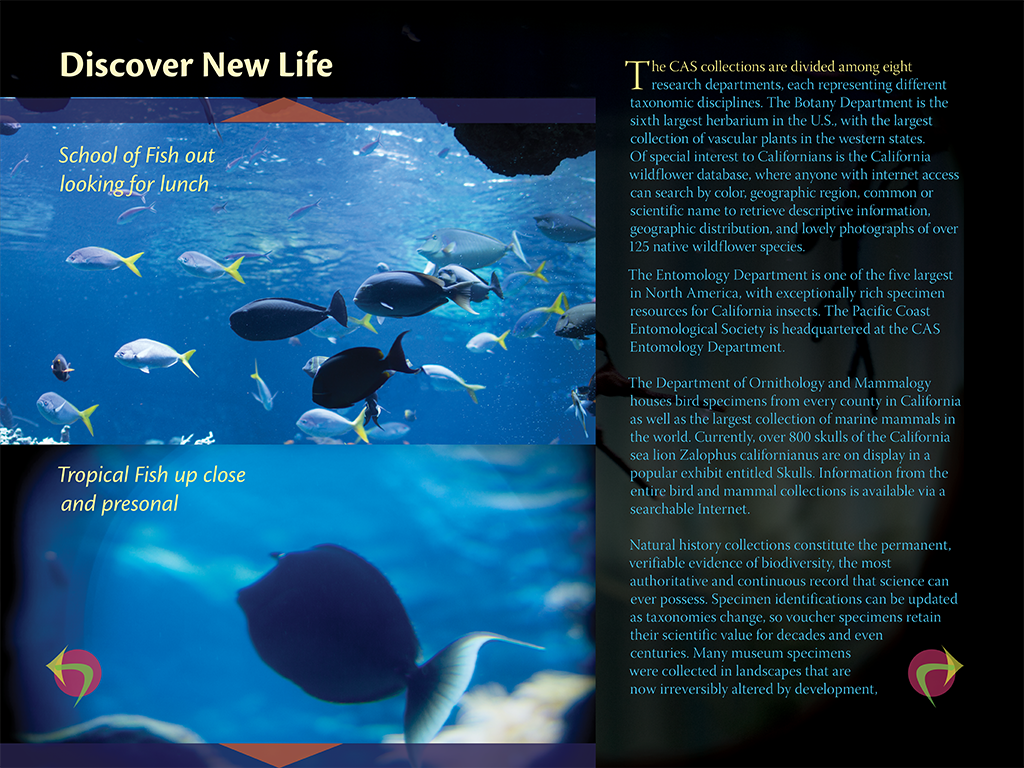 Discover New Life
School of Fish out
looking for lunch
Tropical Fish up close
and presonal
The CAS collections are divided among eight
research departments, each representing different
taxonomic disciplines. The Botany Department is the
sixth largest herbarium in the U.S., with the largest
collection of vascular plants in the western states.
Of special interest to Californians is the California
wildflower database, where anyone with internet access
can search by color, geographic region, common or
scientific name to retrieve descriptive information,
geographic distribution, and lovely photographs of over
125 native wildflower species.
The Entomology Department is one of the five largest
in North America, with exceptionally rich specimen
resources for California insects. The Pacific Coast
Entomological Society is headquartered at the CAS
Entomology Department.
The Department of Ornithology and Mammalogy
houses bird specimens from every county in California
as well as the largest collection of marine mammals in
the world. Currently, over 800 skulls of the California
sea lion Zalophus californianus are on display in a
popular exhibit entitled Skulls. Information from the
entire bird and mammal collections is available via a
searchable Internet.
Natural history collections constitute the permanent,
verifiable evidence of biodiversity, the most
authoritative and continuous record that science can
ever possess. Specimen identifications can be updated
as taxonomies change, so voucher specimens retain
their scientific value for decades and even
centuries. Many museum specimens
were collected in landscapes that are
now irreversibly altered by development,